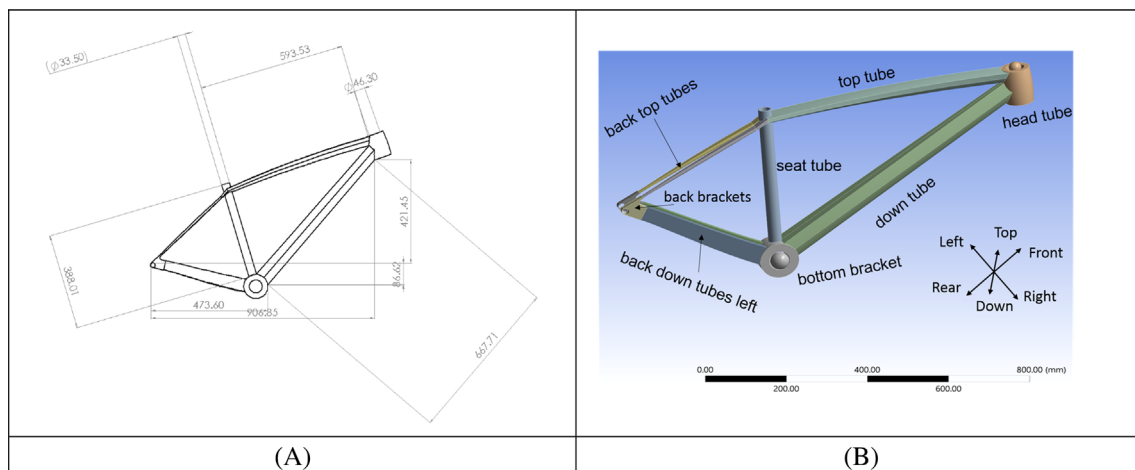 (Ø33.50)
593.53
Ø46.30
421.45
86.62
388.01
473.60
906.85
667.71
(A)
top tube
back top tubes
head tube
seat tube
back brackets
down tube
back down tubes left
bottom bracket
Left
Top
Front
Rear
Down
Right
0.00
400.00
800.00 (mm)
200.00
600.00
(B)